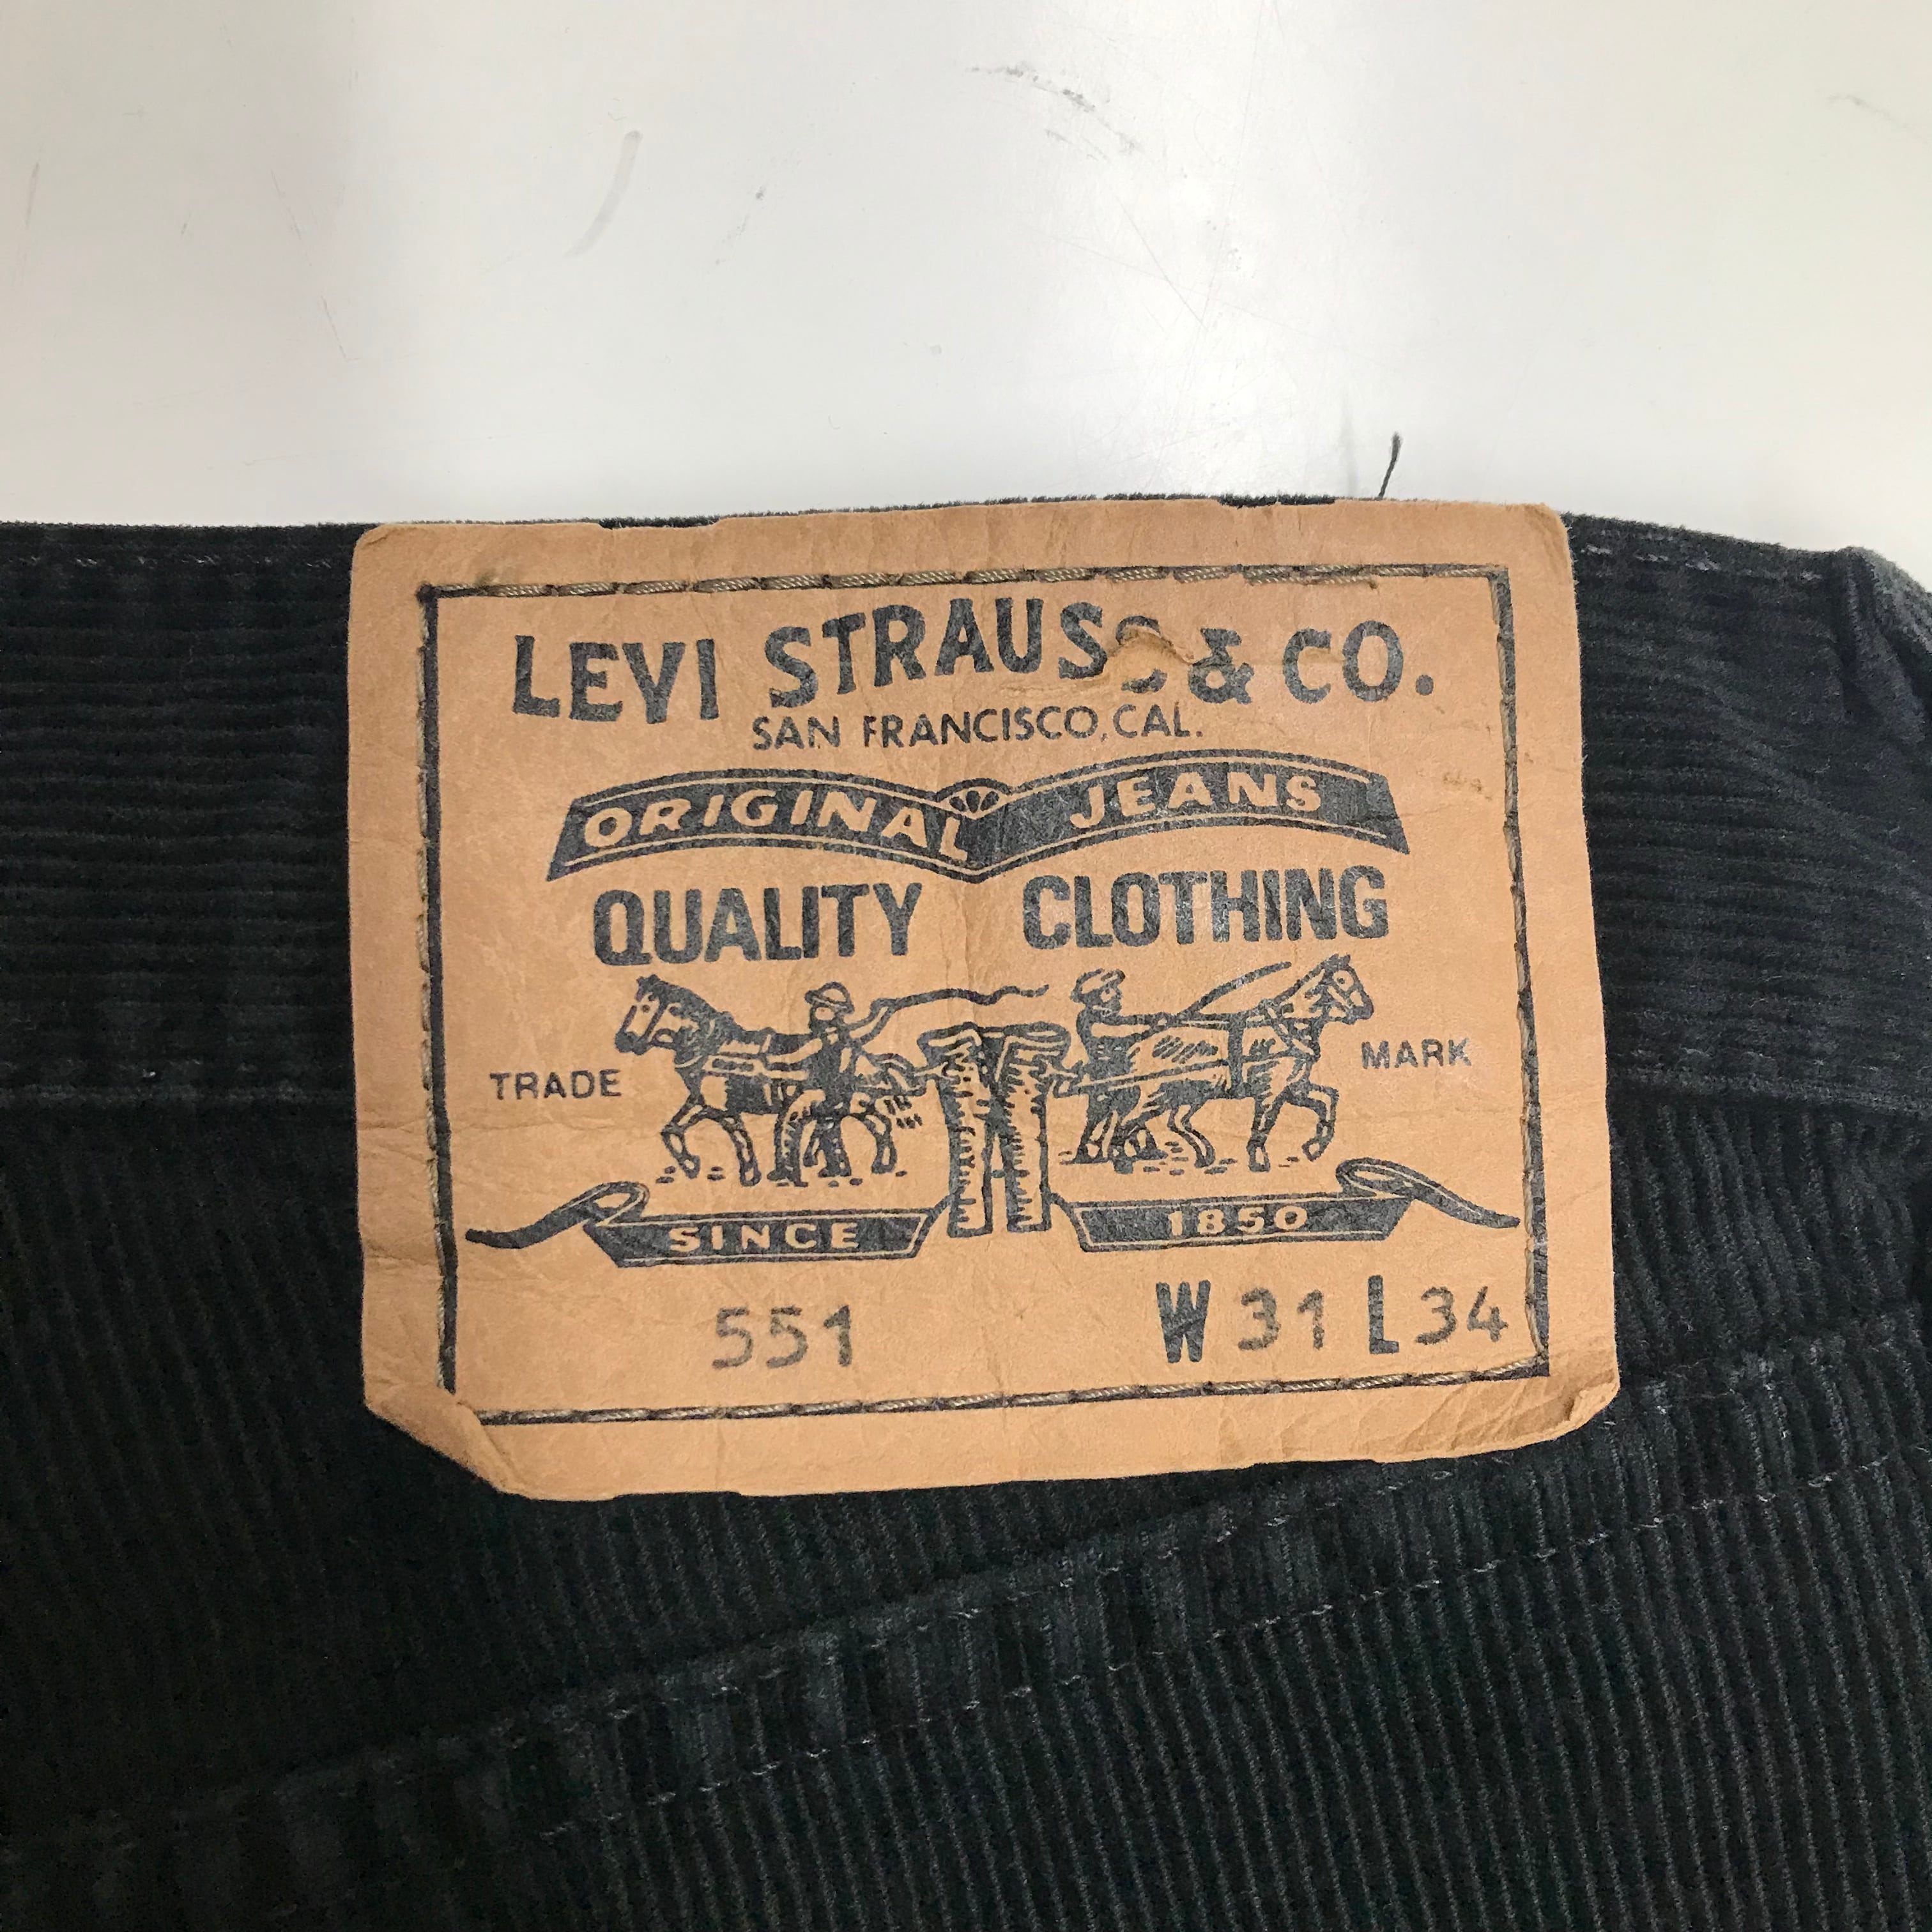 LEVI STRAUSS & CO.
SAN FRANCISCO, CAL.
ORIGINAL JEANS
QUALITY CLOTHING
TRADE MARK
SINCE 1850
551 W 31 L 34